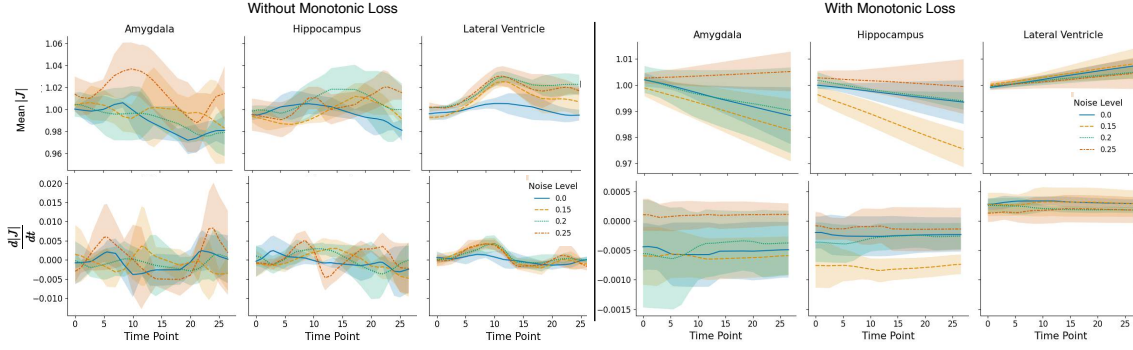 Without Monotonic Loss
With Monotonic Loss
Amygdala
Hippocampus
Lateral Ventricle
Amygdala
Hippocampus
Lateral Ventricle
Mean |J|
1.06
1.04
1.02
1.00
0.98
0.96
1.01
1.00
0.99
0.98
0.97
Noise Level
0.0
0.15
0.2
0.25
d|J|
dt
0.020
0.015
0.010
0.005
0.000
−0.005
−0.010
Noise Level
0.0
0.15
0.2
0.25
0.0005
0.0000
−0.0005
−0.0010
−0.0015
0 5 10 15 20 25
0 5 10 15 20 25
0 5 10 15 20 25
0 5 10 15 20 25
0 5 10 15 20 25
0 5 10 15 20 25
Time Point
Time Point
Time Point
Time Point
Time Point
Time Point